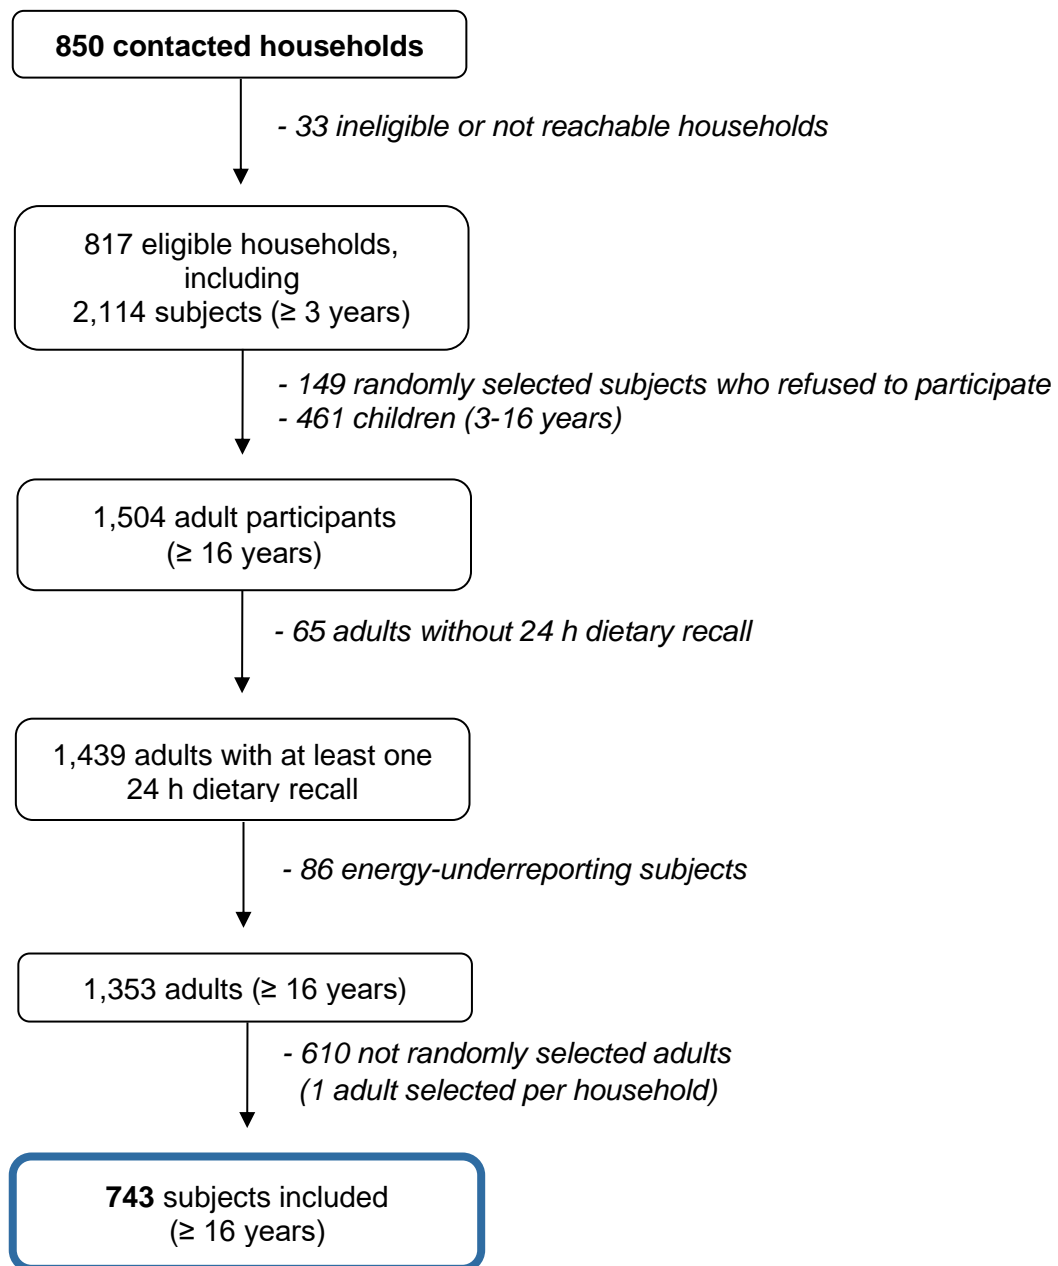 850 contacted households
- 33 ineligible or not reachable households
817 eligible households,
including
2,114 subjects (≥ 3 years)
- 149 randomly selected subjects who refused to participate
- 461 children (3-16 years)
1,504 adult participants
(≥ 16 years)
- 65 adults without 24 h dietary recall
1,439 adults with at least one
24 h dietary recall
- 86 energy-underreporting subjects
1,353 adults (≥ 16 years)
- 610 not randomly selected adults
(1 adult selected per household)
743 subjects included
(≥ 16 years)